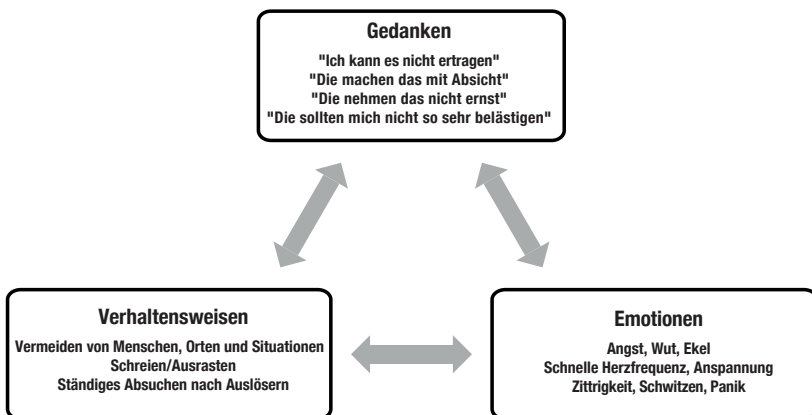 Gedanken
"Ich kann es nicht ertragen"
"Die machen das mit Absicht"
"Die nehmen das nicht ernst"
"Die sollten mich nicht so sehr belästigen"
Verhaltensweisen
Vermeiden von Menschen, Orten und Situationen
Schreien/Ausrasten
Ständiges Absuchen nach Auslösern
Emotionen
Angst, Wut, Ekel
Schnelle Herzfrequenz, Anspannung
Zittrigkeit, Schwitzen, Panik